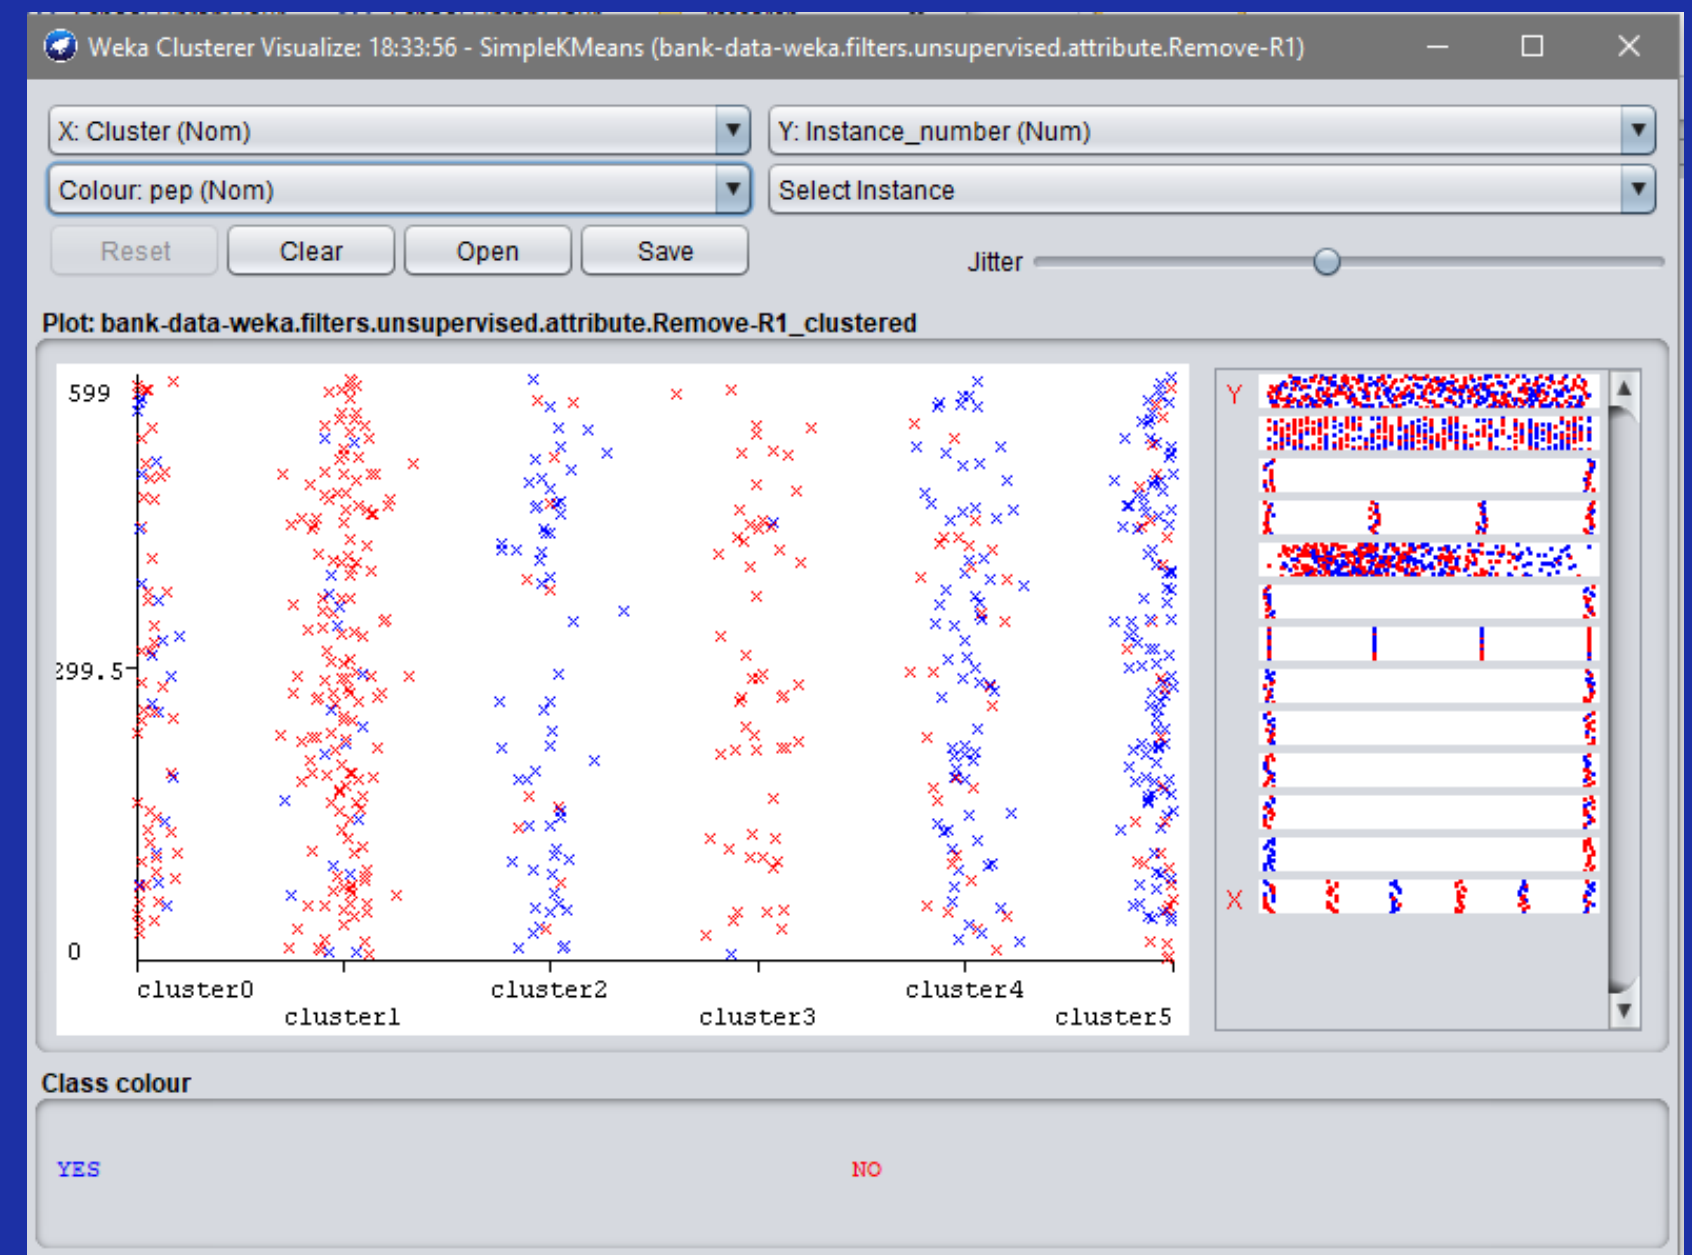 Weka Clusterer Visualize: 18:33:56 - SimpleKMeans (bank-data-weka.filters.unsupervised.attribute.Remove-R1)
X: Cluster (Nom)
Y: Instance_number (Num)
Colour: pep (Nom)
Select Instance
Reset
Clear
Open
Save
Jitter
Plot: bank-data-weka.filters.unsupervised.attribute.Remove-R1_clustered
599
299.5
0
cluster0
cluster1
cluster2
cluster3
cluster4
cluster5
Y
X
Class colour
YES
NO